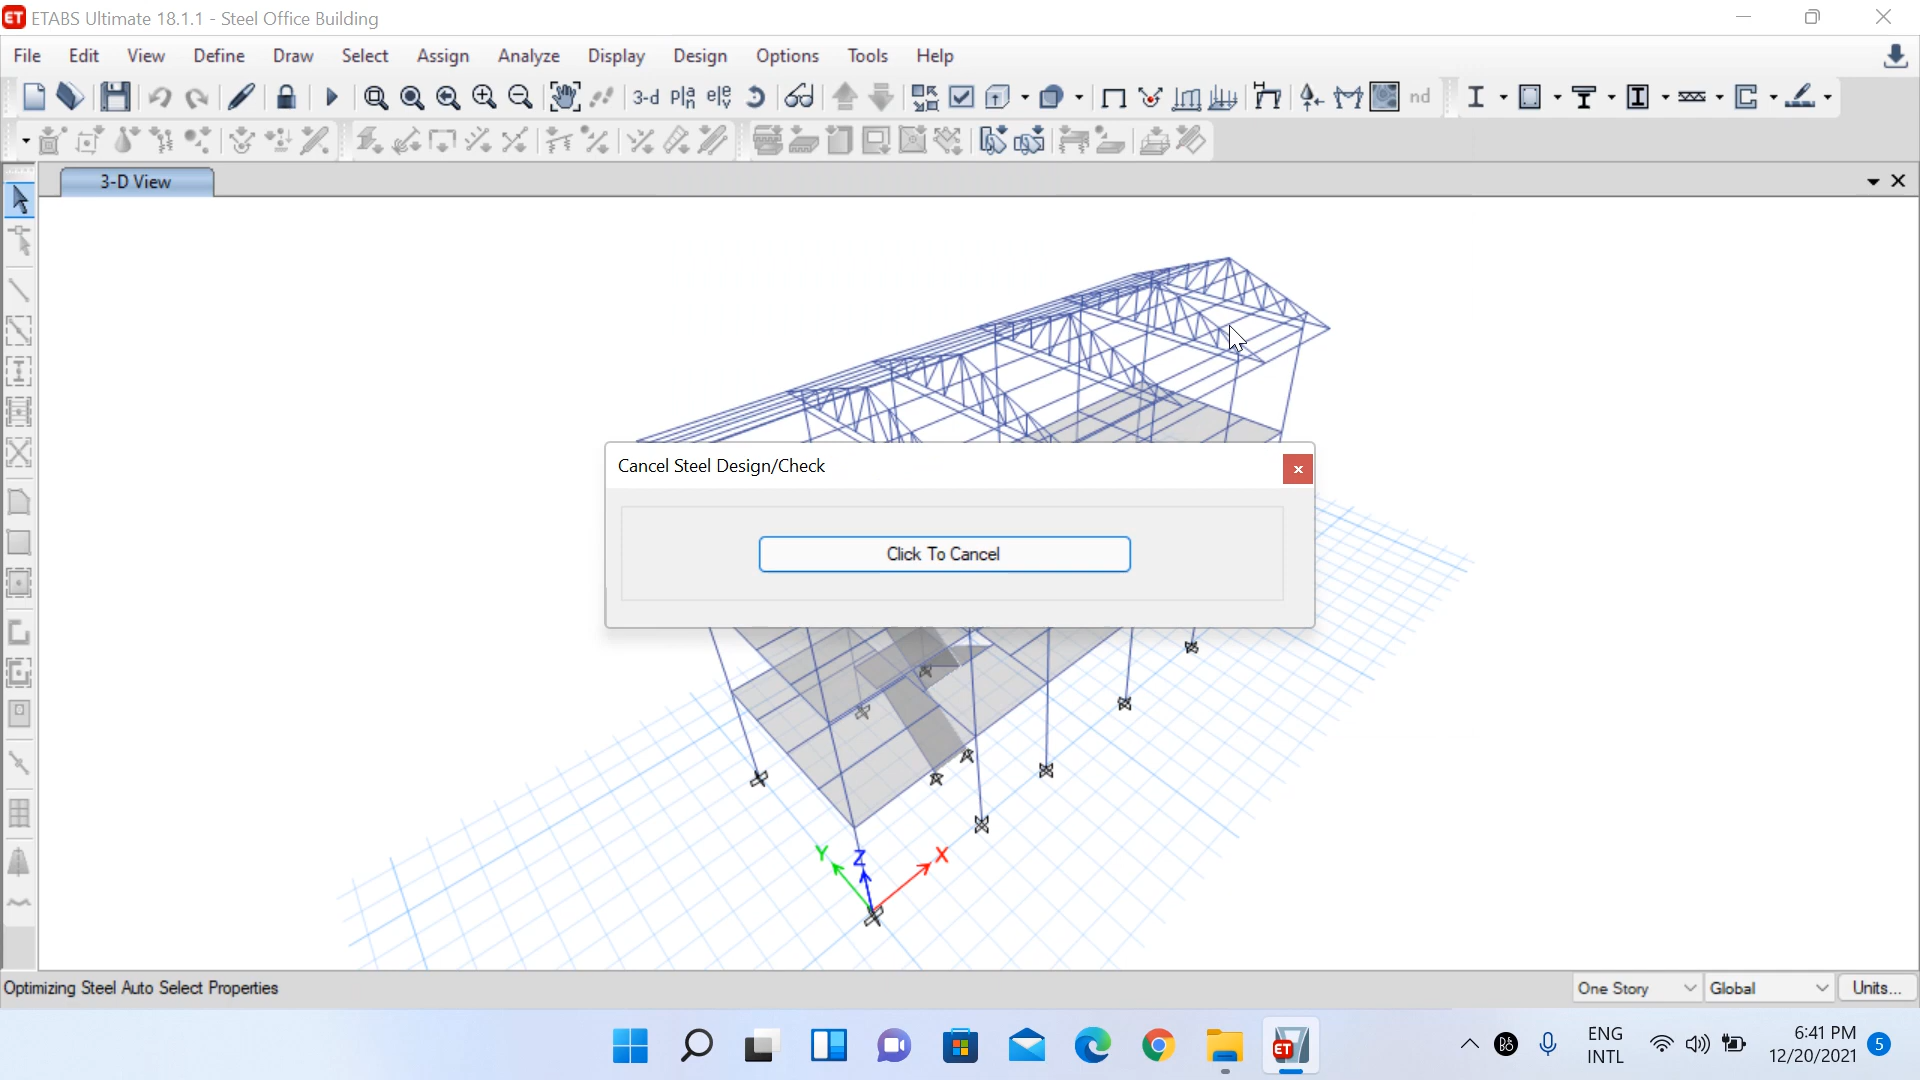 ET ETABS Ultimate 18.1.1 - Steel Office Building
File Edit View Define Draw Select Assign Analyze Display Design Options Tools Help
3-d nd
3-D View
Cancel Steel Design/Check
Click To Cancel
Y Z X
Optimizing Steel Auto Select Properties One Story Global Units...
ET ENG 6:41 PM 5
INTL 12/20/2021